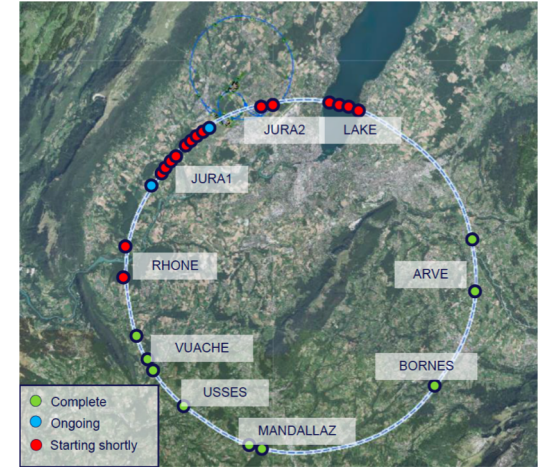 JURA2
LAKE
JURA1
RHONE
ARVE
VUACHE
BORNES
USSES
MANDALLAZ
Complete
Ongoing
Starting shortly